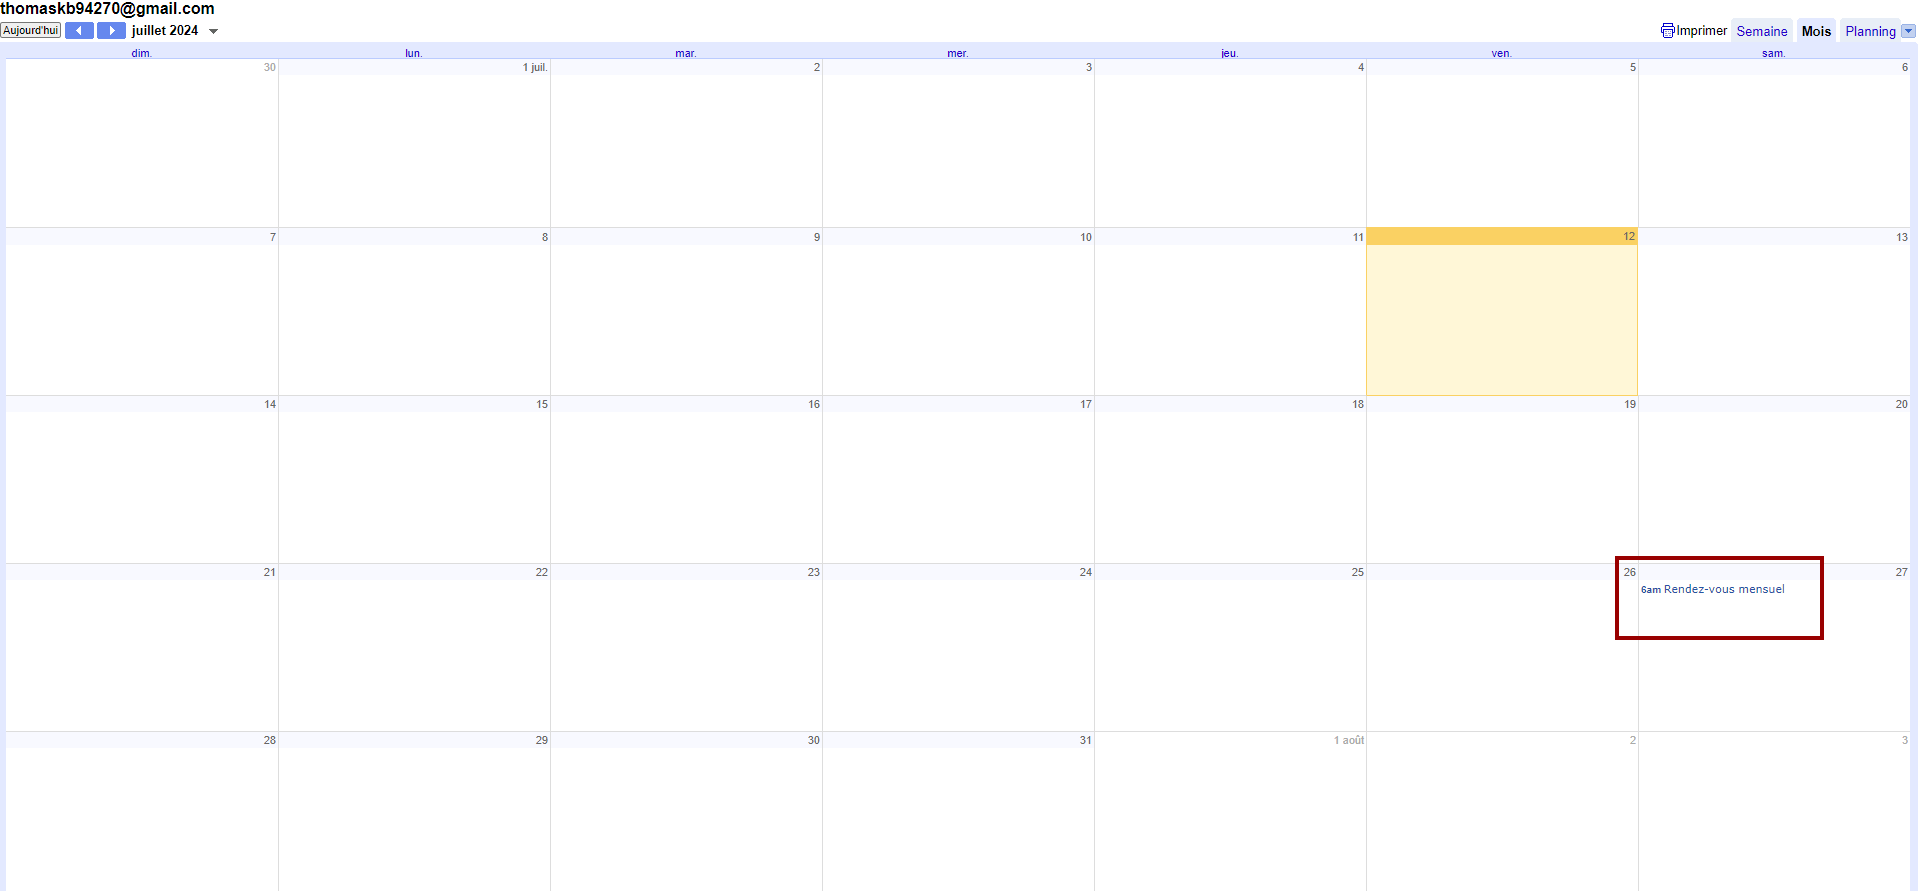 thomaskb94270@gmail.com
Aujourd'hui juillet 2024 Imprimer Semaine Mois Planning
dim. lun. mar. mer. jeu. ven. sam.
30 1 juil. 2 3 4 5 6
7 8 9 10 11 12 13
14 15 16 17 18 19 20
21 22 23 24 25 26 27
6am Rendez-vous mensuel
28 29 30 31 1 août 2 3